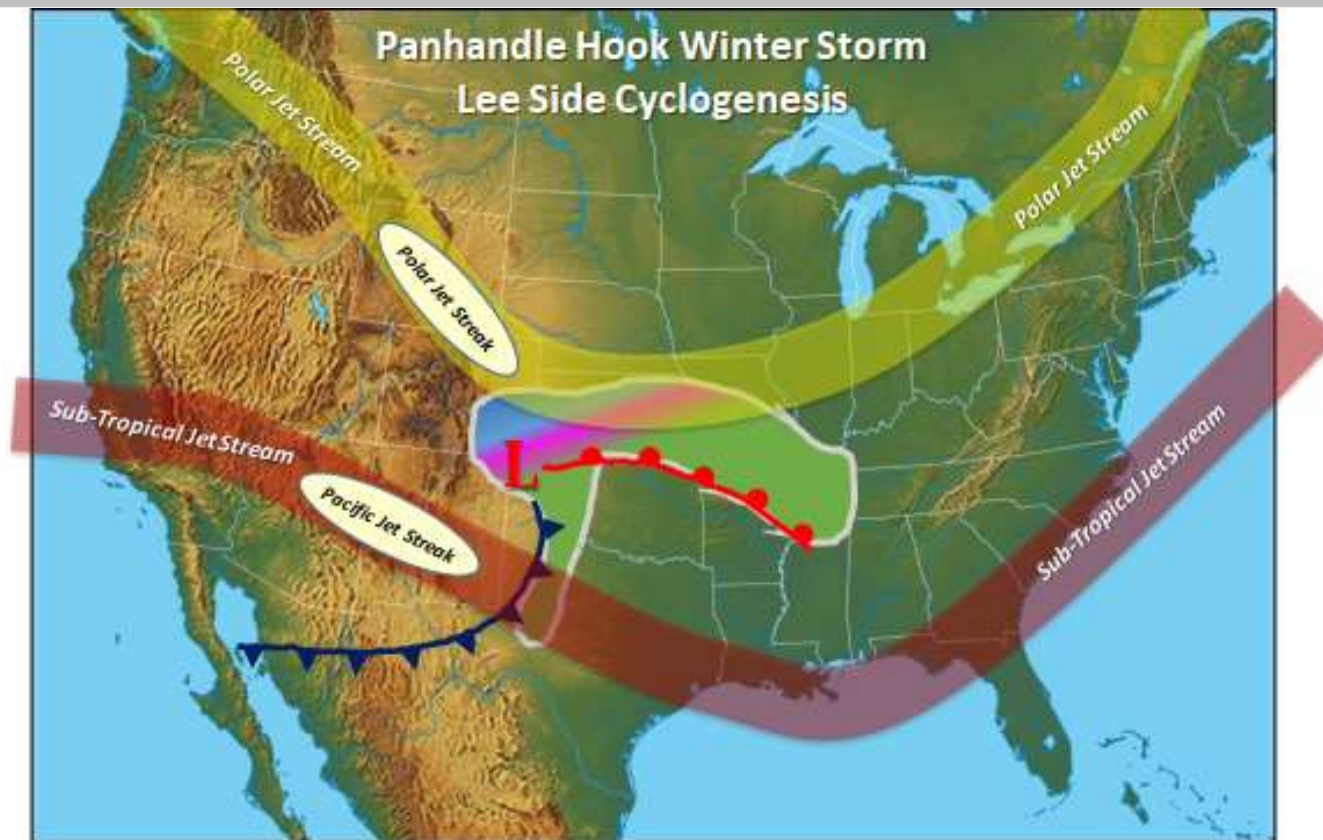 Panhandle Hook Winter Storm
Lee Side Cyclogenesis
Polar Jet Stream
Polar Jet Stream
Polar Jet Streak
Sub-Tropical Jet Stream
L
Pacific Jet Streak
Sub-Tropical Jet Stream